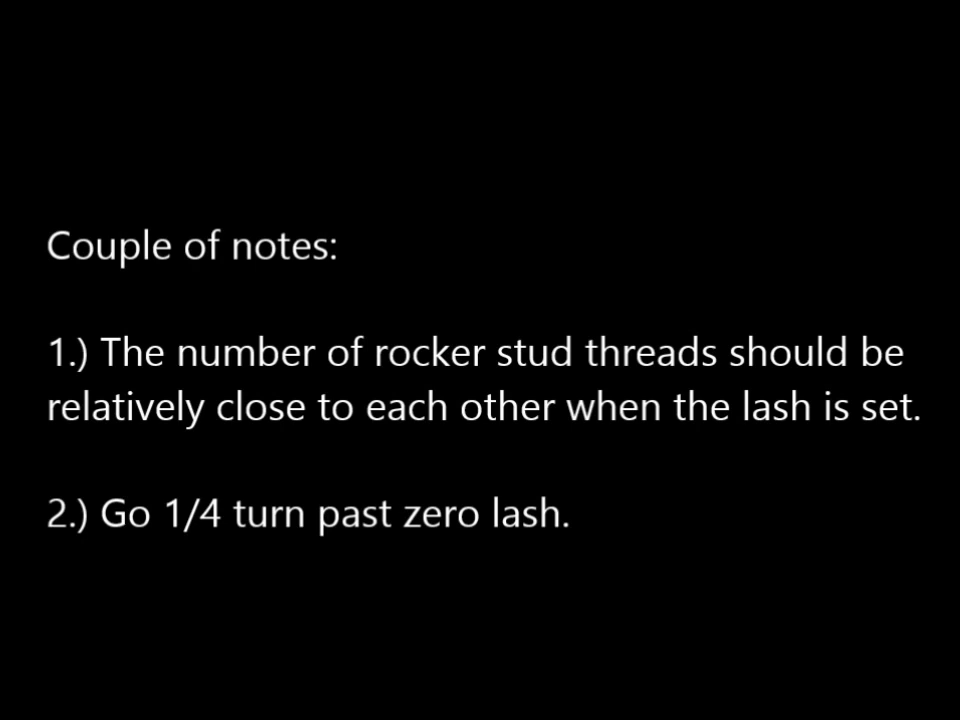 Couple of notes:
1.) The number of rocker stud threads should be
relatively close to each other when the lash is set.
2.) Go 1/4 turn past zero lash.